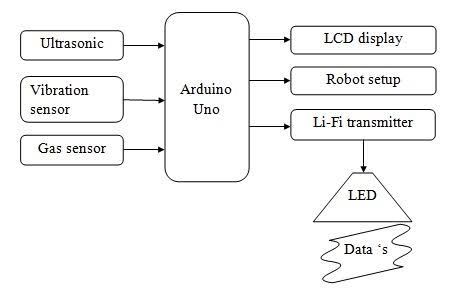 Ultrasonic
Vibration
sensor
Gas sensor
Arduino
Uno
LCD display
Robot setup
Li-Fi transmitter
LED
Data ‘s